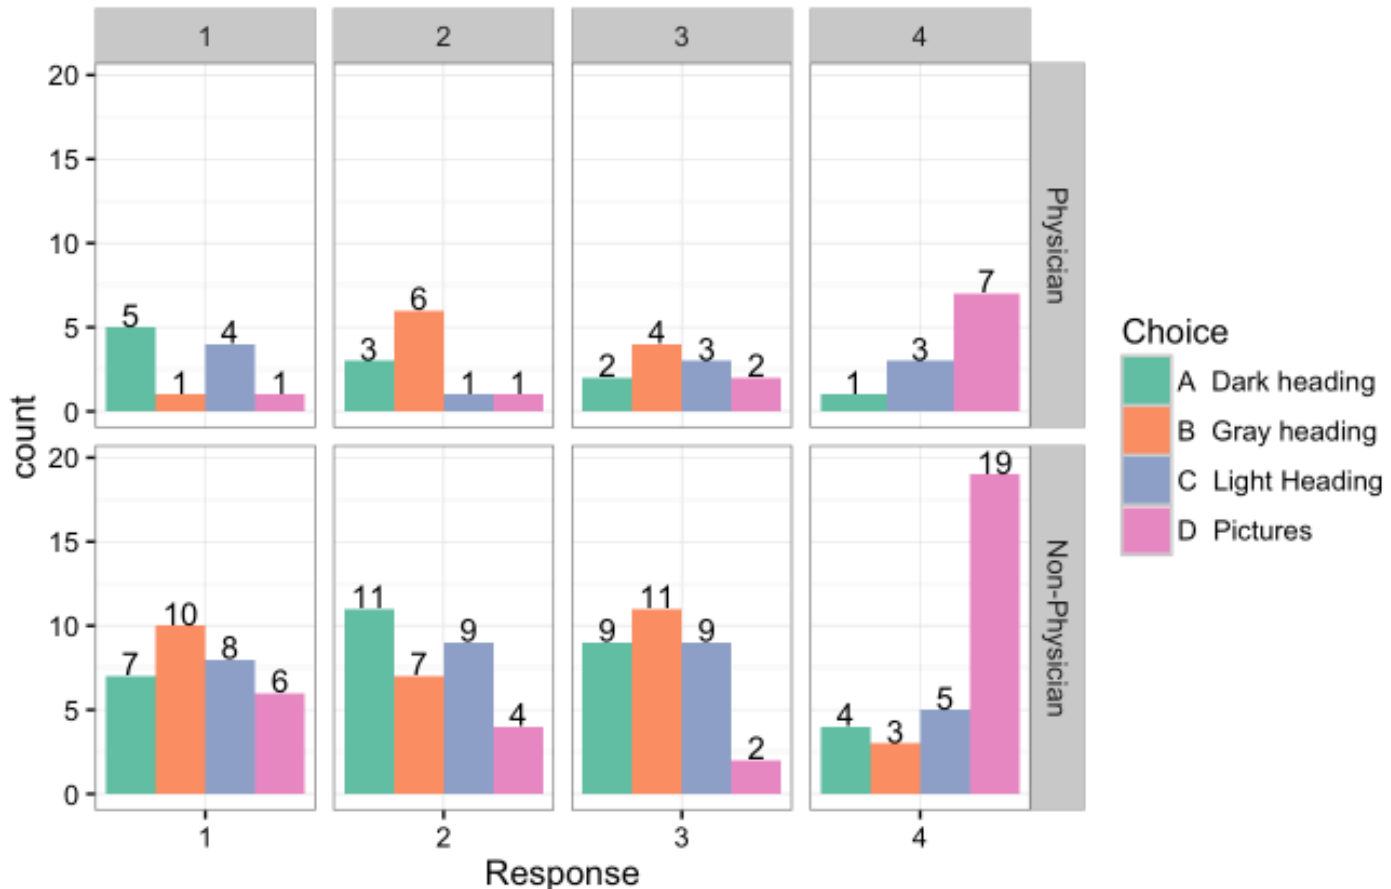 1 2 3 4
20
15
10
5
0
5 1 4 1
3 6 1 1
2 4 3 2
1 3 7
Physician
count
20
15
10
5
0
7 10 8 6
11 7 9 4
9 11 9 2
4 3 5 19
Non-Physician
1 2 3 4
Response
Choice
A Dark heading
B Gray heading
C Light Heading
D Pictures